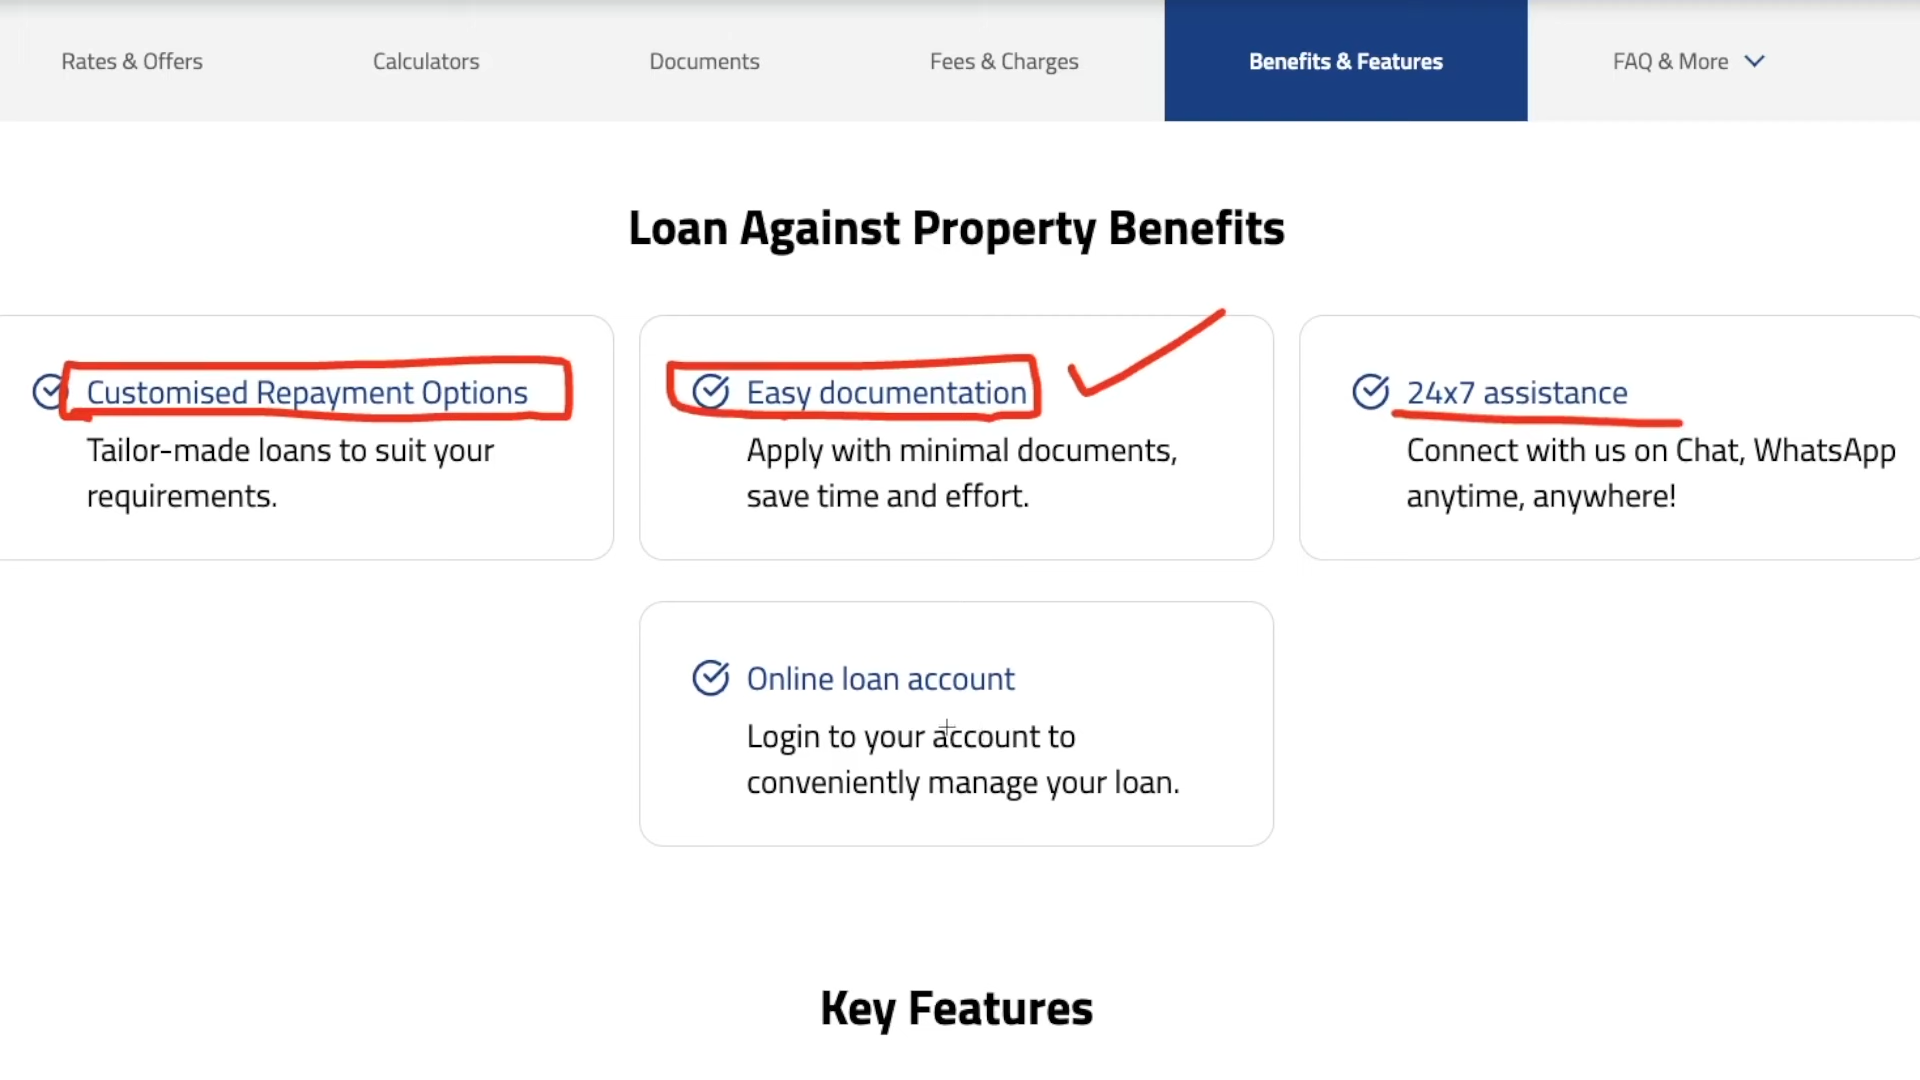 Rates & Offers
Calculators
Documents
Fees & Charges
Benefits & Features
FAQ & More
Loan Against Property Benefits
Customised Repayment Options
Tailor-made loans to suit your
requirements.
Easy documentation
Apply with minimal documents,
save time and effort.
24x7 assistance
Connect with us on Chat, WhatsApp
anytime, anywhere!
Online loan account
Login to your account to
conveniently manage your loan.
Key Features